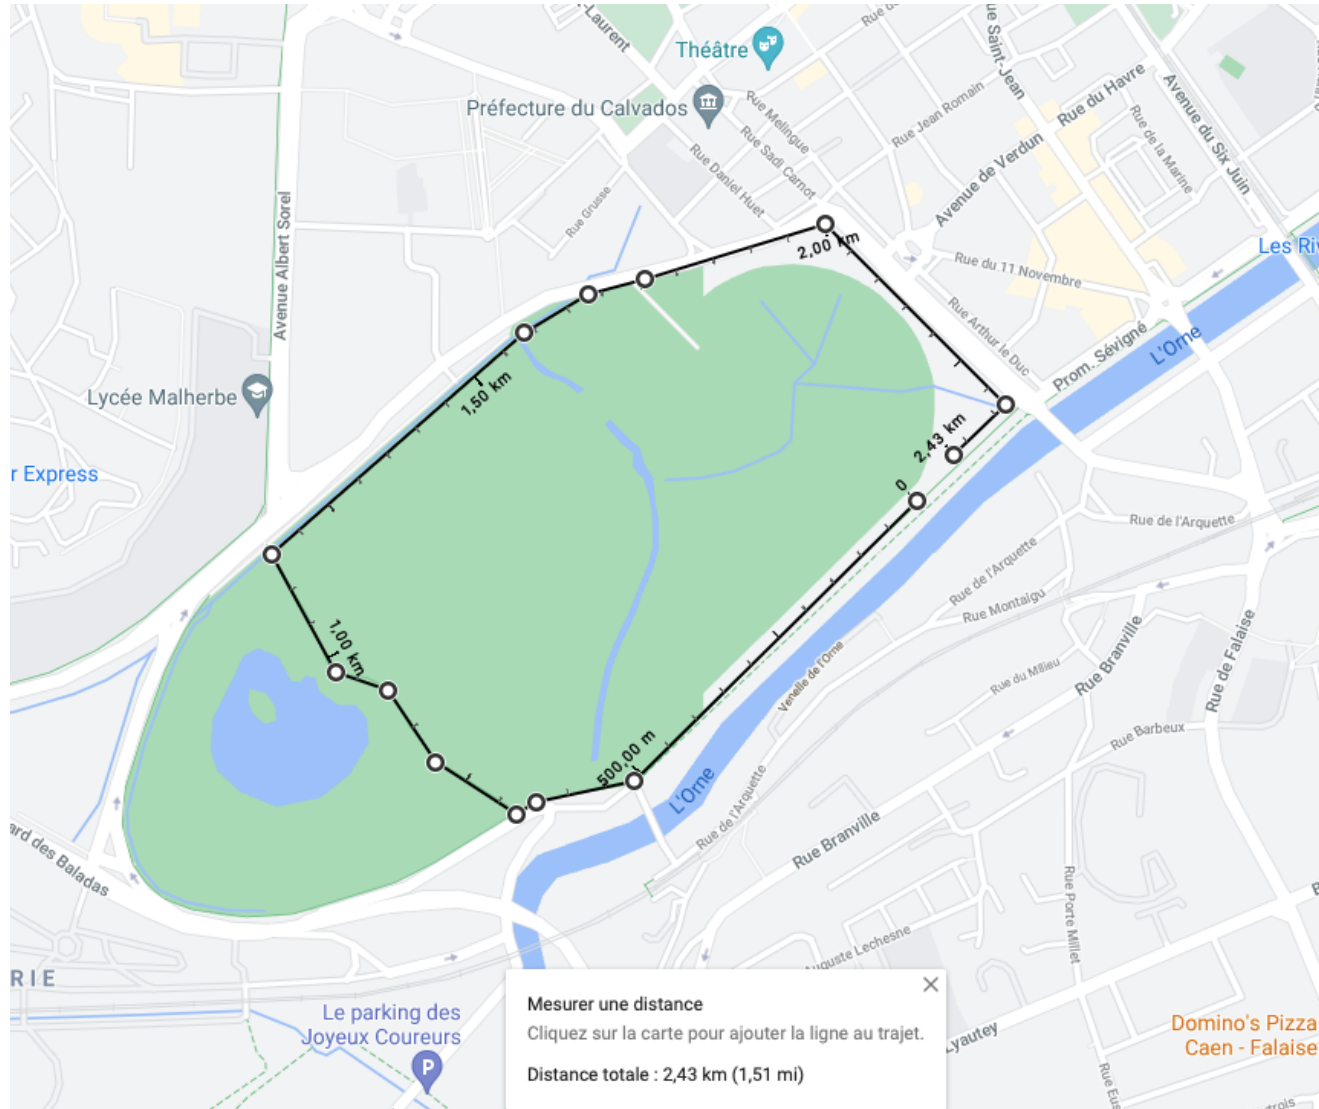 -Laurent
Rue du
Rue Saint-Jean
Théâtre
Rue du Havre
Avenue du Six Juin
Préfecture du Calvados
Rue Melingue
Rue Jean Romain
Rue de la Marine
Rue Sadi Carnot
Avenue de Verdun
Rue Daniel Huet
Rue Grusse
Avenue Albert Sorel
2,00 km
Les Riv
Rue du 11 Novembre
Rue Arthur le Duc
Prom. Sévigné
L'Orne
Lycée Malherbe
1,50 km
2,43 km
r Express
0
Rue de l'Arquette
Rue de l'Arquette
Rue Montaigu
1,00 km
Rue du Milieu
Rue Branville
Rue de Falaise
Venelle de l'Orne
Rue Barbeux
500,00 m
L'Orne
Rue de l'Arquette
Rue Branville
ard des Baladas
Rue Porte Millet
Auguste Lechesne
RIE
Le parking des
Joyeux Coureurs
Mesurer une distance
Cliquez sur la carte pour ajouter la ligne au trajet.
Distance totale : 2,43 km (1,51 mi)
Lyautey
Domino's Pizza
Caen - Falaise
Rue Eus
trois
P